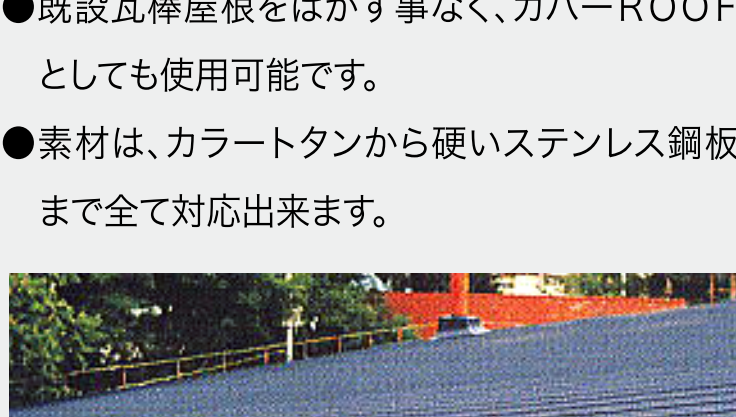 ●既設瓦棒屋根をはがす事なく、カバーROOF
としても使用可能です。
●素材は、カラートタンから硬いステンレス鋼板
まで全て対応出来ます。